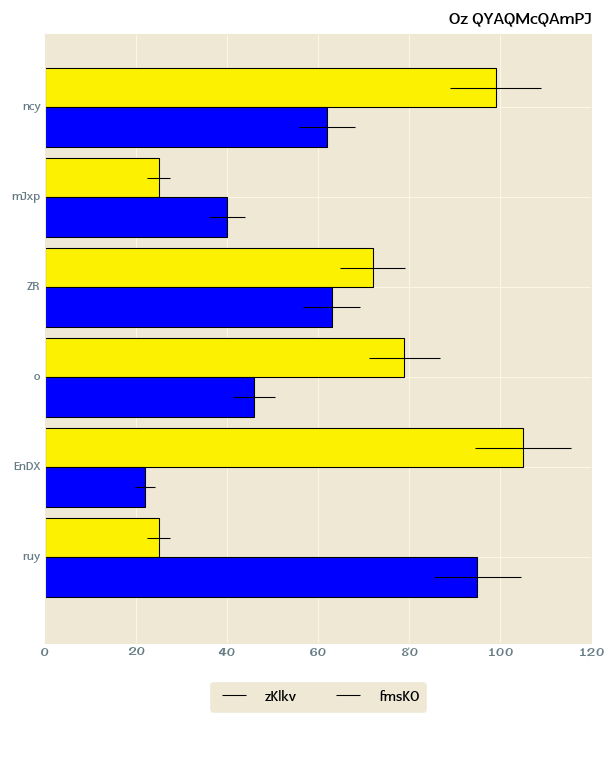 Oz QYAQMcQAmPJ
ncy
mJxp
ZR
o
EnDX
ruy
0 20 40 60 80 100 120
zKlkv fmsKO